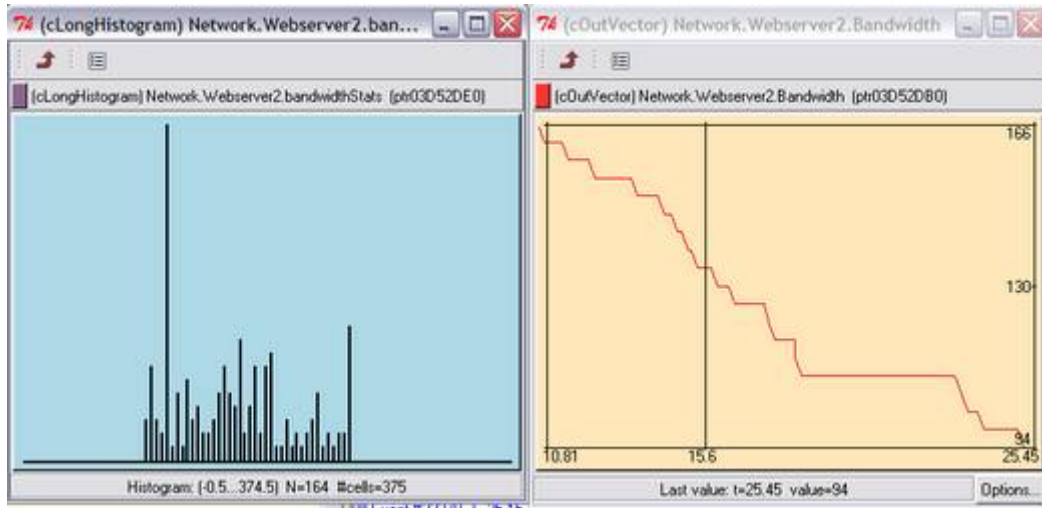 (cLongHistogram) Network.Webserver2.ban...
(cLongHistogram) Network.Webserver2.bandwidthStats (ptr03D52DE0)
Histogram: (-0.5...374.5) N=164 #cells=375
(cOutVector) Network.Webserver2.Bandwidth
(cOutVector) Network.Webserver2.Bandwidth (ptr03D52DB0)
166
130
94
10.81 15.6 25.45
Last value: t=25.45 value=94 Options...